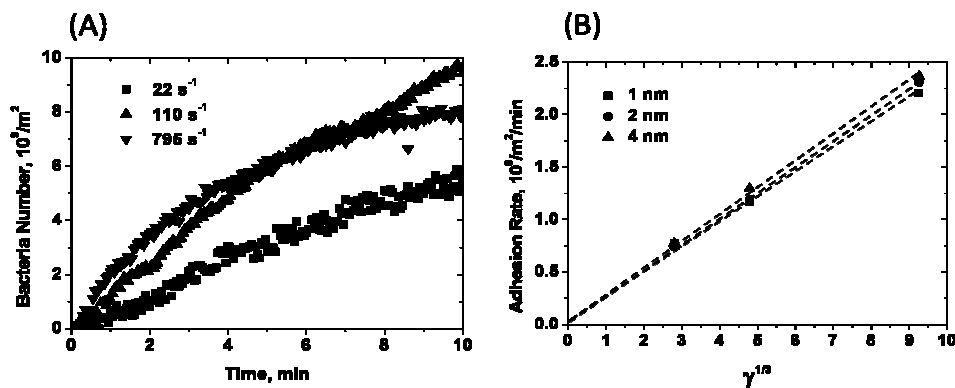 (A)
(B)
Bacteria Number, 10⁹/m²
10
8
6
4
2
0
22 s⁻¹
110 s⁻¹
795 s⁻¹
0 2 4 6 8 10
Time, min
Adhesion Rate, 10⁹/m²/min
2.5
2.0
1.5
1.0
0.5
0.0
1 nm
2 nm
4 nm
0 1 2 3 4 5 6 7 8 9 10
γ^1/3